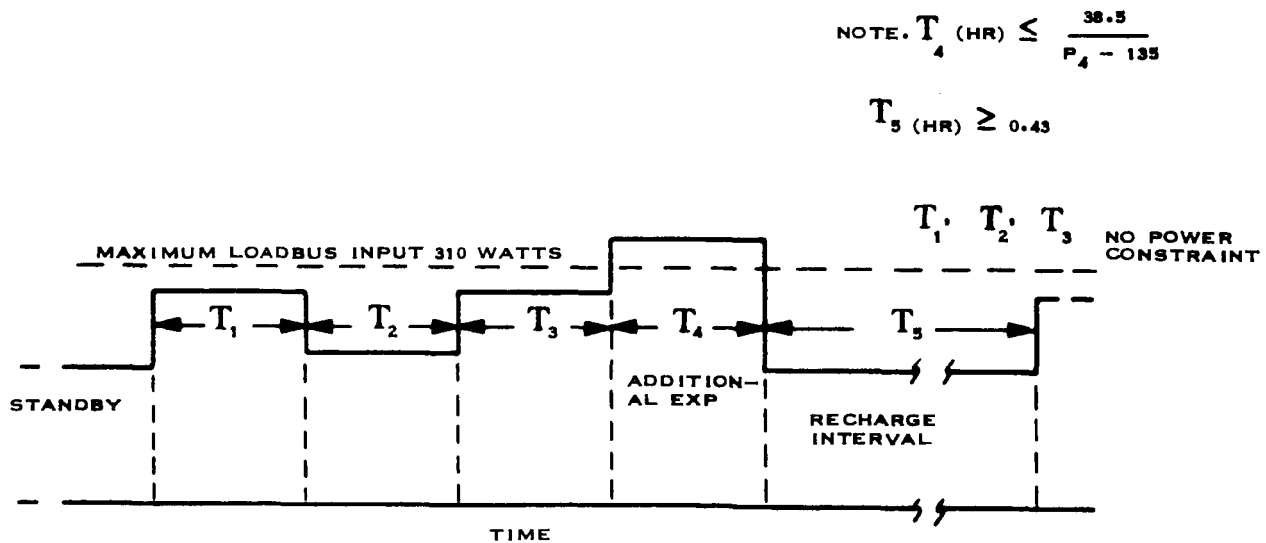 NOTE. T4 (HR) ≤ 38.5 / P4 - 135
T5 (HR) ≥ 0.43
T1, T2, T3 NO POWER CONSTRAINT
MAXIMUM LOADBUS INPUT 310 WATTS
T1 T2 T3 T4 T5
STANDBY
ADDITION-
AL EXP
RECHARGE
INTERVAL
TIME